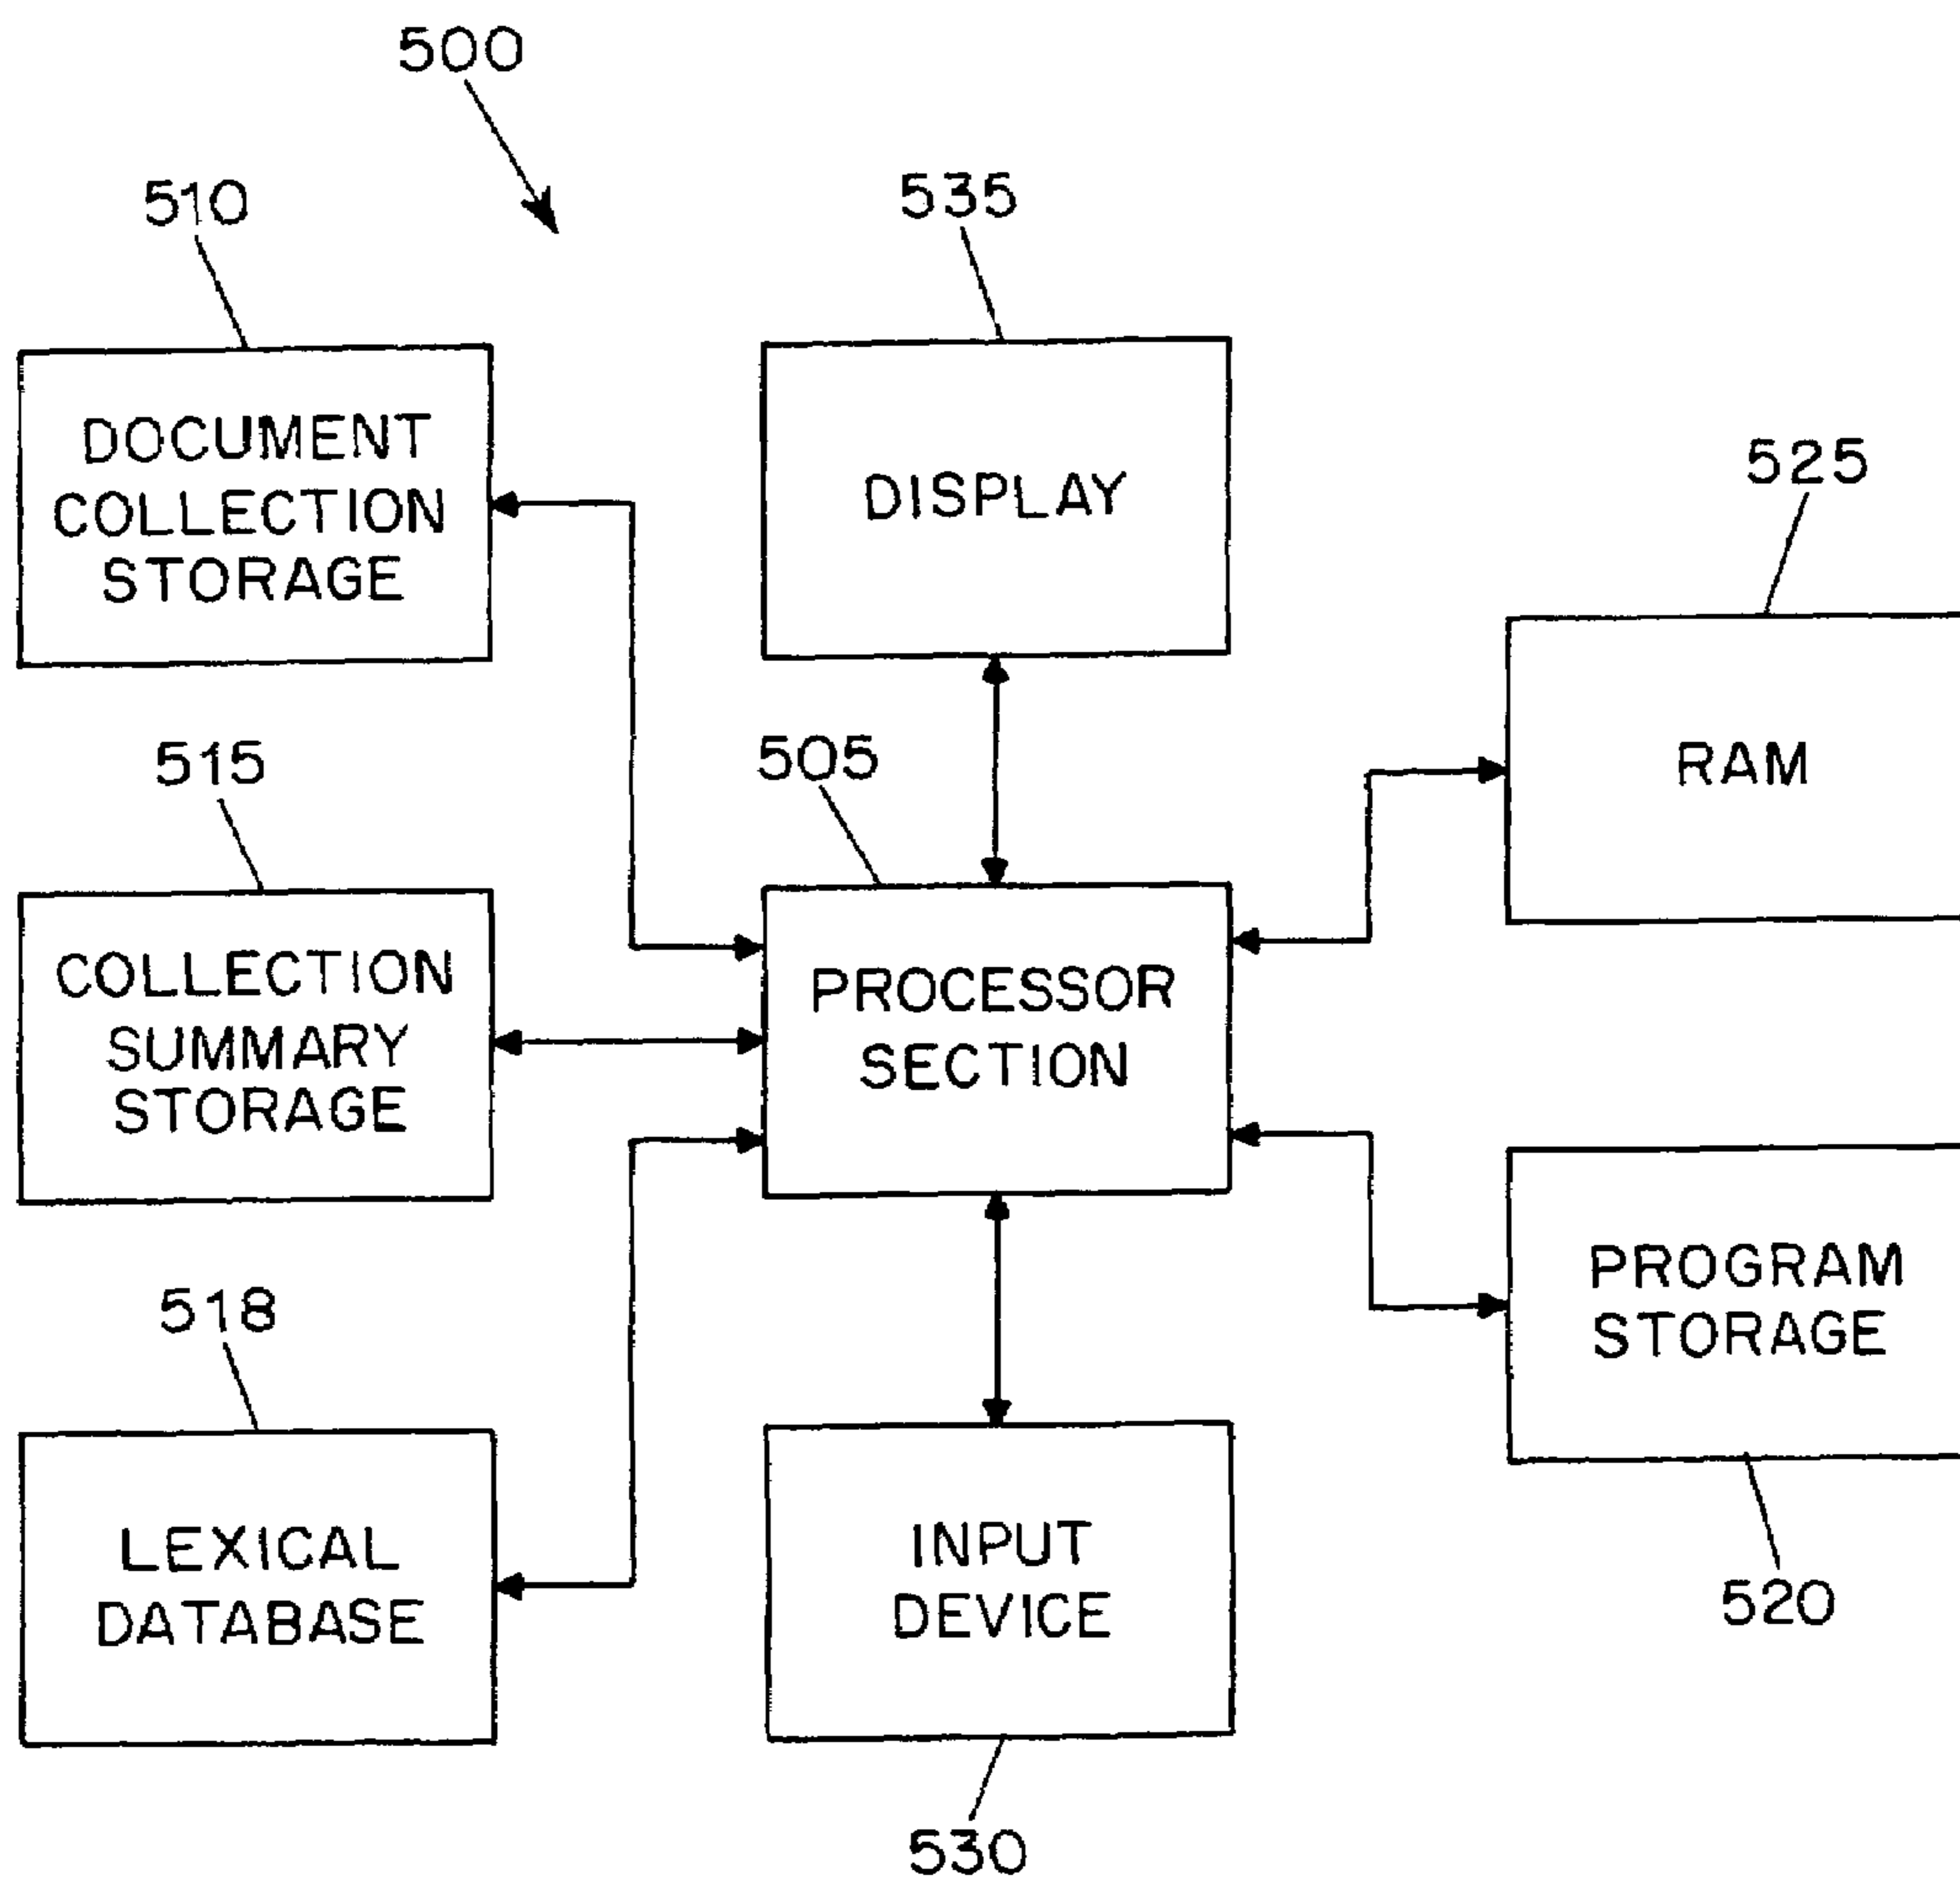 500
510
535
DOCUMENT
COLLECTION
STORAGE
DISPLAY
525
RAM
515
505
COLLECTION
SUMMARY
STORAGE
PROCESSOR
SECTION
518
PROGRAM
STORAGE
520
LEXICAL
DATABASE
INPUT
DEVICE
530